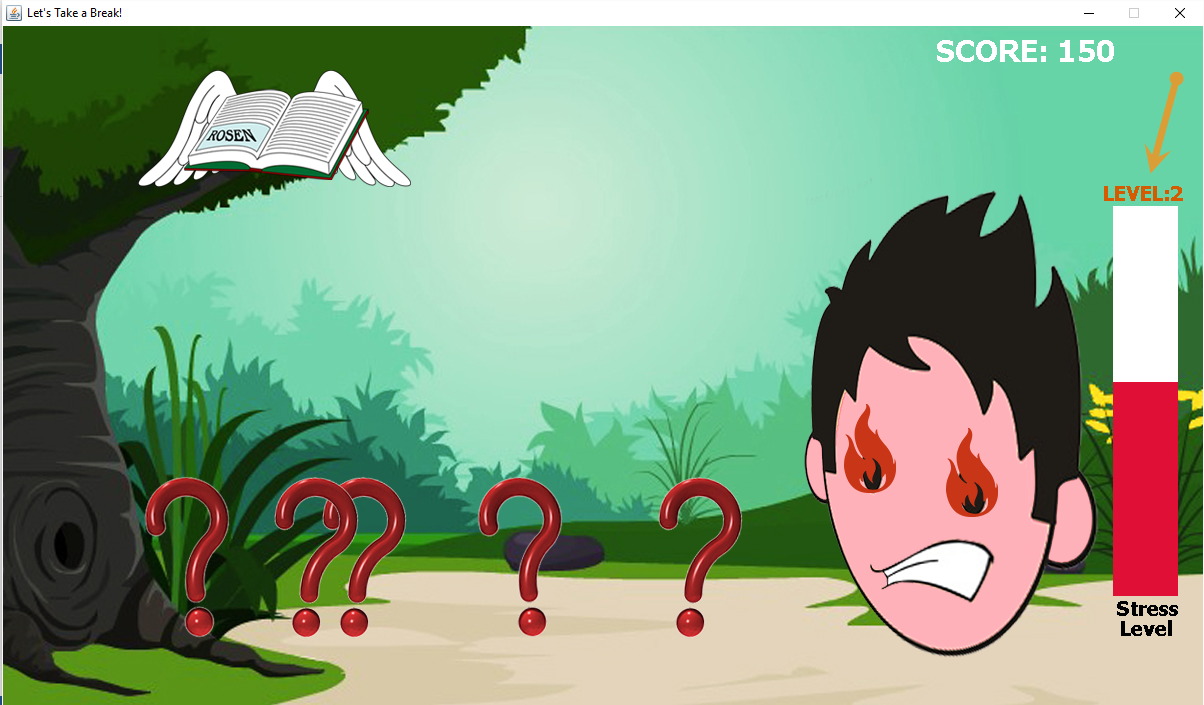 Let's Take a Break!
SCORE: 150
ROSEN
LEVEL:2
Stress
Level